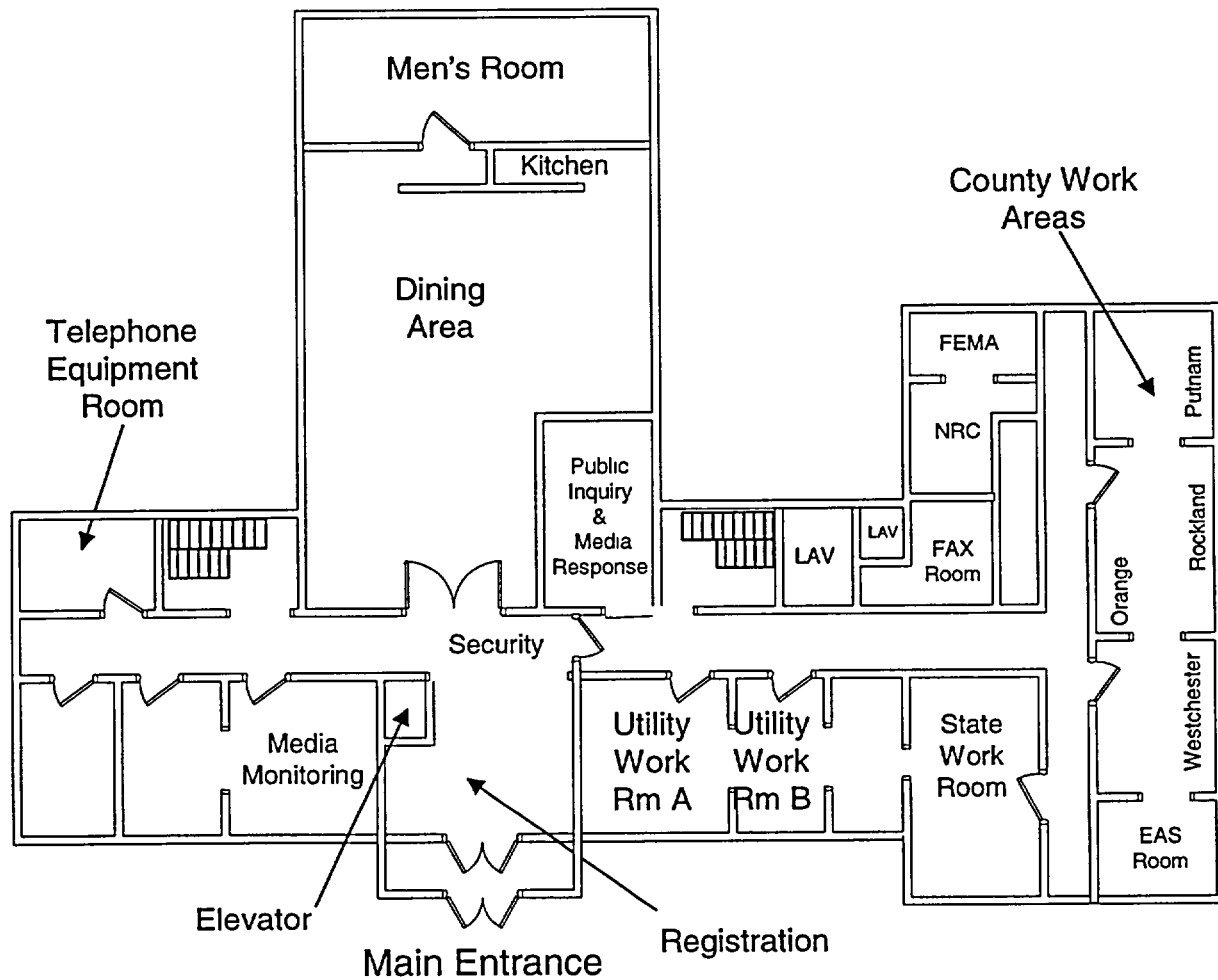 Men's Room
Kitchen
County Work
Areas
Dining
Area
Telephone
Equipment
Room
FEMA
Putnam
NRC
Public
Inquiry
&
Media
Response
LAV
LAV
FAX
Room
Rockland
Orange
Security
Media
Monitoring
Utility
Work
Rm A
Utility
Work
Rm B
State
Work
Room
Westchester
EAS
Room
Elevator
Registration
Main Entrance